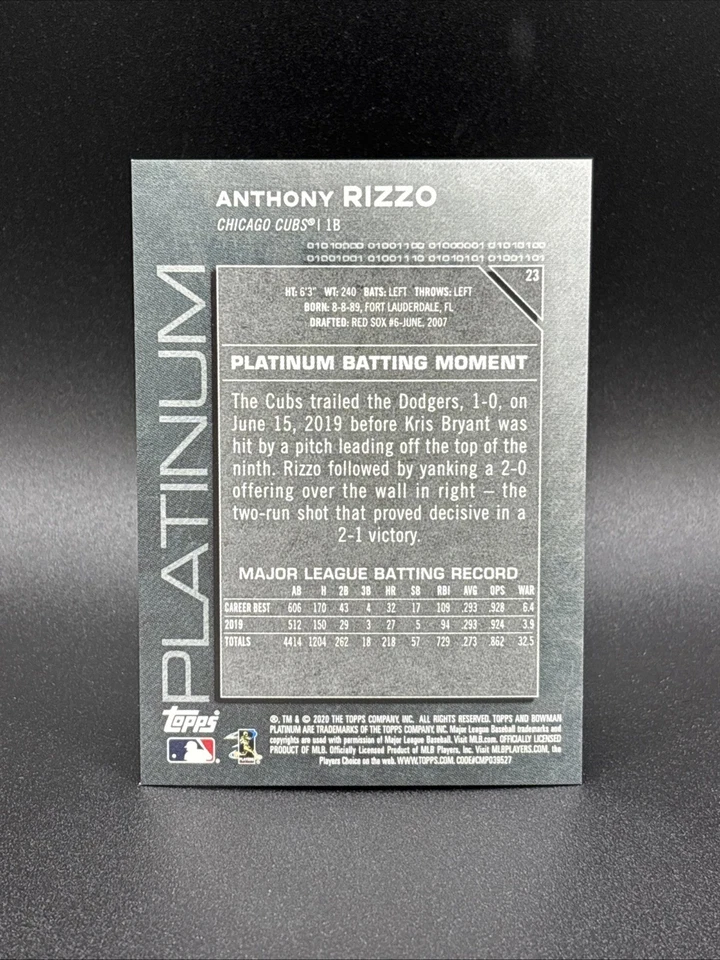 ANTHONY RIZZO
CHICAGO CUBS® | 1B
01010000 01001100 01000001 01010100
01001001 01001110 01010101 01001101
PLATINUM
23
HT: 6'3" WT: 240 BATS: LEFT THROWS: LEFT
BORN: 8-8-89, FORT LAUDERDALE, FL
DRAFTED: RED SOX #6-JUNE, 2007
PLATINUM BATTING MOMENT
The Cubs trailed the Dodgers, 1-0, on
June 15, 2019 before Kris Bryant was
hit by a pitch leading off the top of the
ninth. Rizzo followed by yanking a 2-0
offering over the wall in right – the
two-run shot that proved decisive in a
2-1 victory.
MAJOR LEAGUE BATTING RECORD
AB H 2B 3B HR SB RBI AVG OPS WAR
CAREER BEST 606 170 43 4 32 17 109 .293 .928 6.4
2019 512 150 29 3 27 5 94 .293 .924 3.9
TOTALS 4414 1204 262 18 218 57 729 .273 .862 32.5
Topps®
®, TM & © 2020 THE TOPPS COMPANY, INC. ALL RIGHTS RESERVED. TOPPS AND BOWMAN
PLATINUM ARE TRADEMARKS OF THE TOPPS COMPANY, INC. Major League Baseball trademarks and
copyrights are used with permission of Major League Baseball. Visit MLB.com. OFFICIALLY LICENSED
PRODUCT OF MLB. Officially Licensed Product of MLB Players, Inc. Visit MLBPLAYERS.COM, the
Players Choice on the web. WWW.TOPPS.COM. CODE#CMP039527